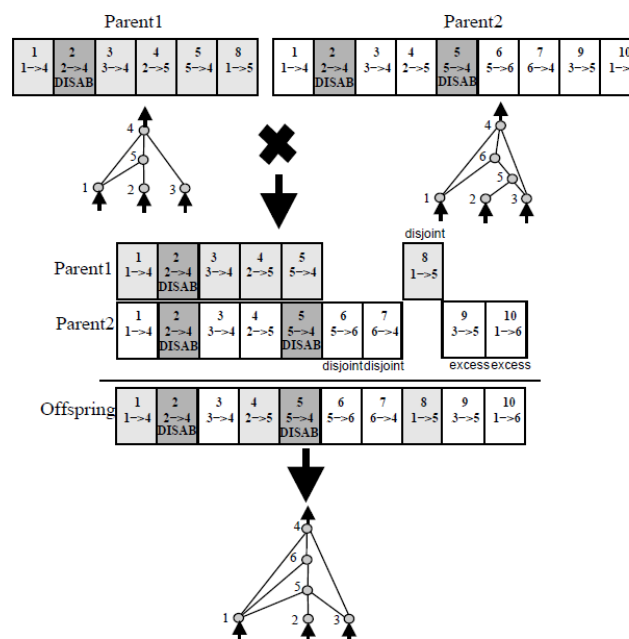 Parent1 Parent2
1 2 3 4 5 8 1 2 3 4 5 6 7 9 10
1->4 2->4 3->4 2->5 5->4 1->5 1->4 2->4 3->4 2->5 5->4 5->6 6->4 3->5 1->
DISAB DISAB DISAB
4
5
1 2 3
4
6
5
1 2 3
disjoint
Parent1 1 2 3 4 5 8
1->4 2->4 3->4 2->5 5->4 1->5
DISAB
Parent2 1 2 3 4 5 6 7 9 10
1->4 2->4 3->4 2->5 5->4 5->6 6->4 3->5 1->6
DISAB DISAB
disjoint disjoint excess excess
Offspring 1 2 3 4 5 6 7 8 9 10
1->4 2->4 3->4 2->5 5->4 5->6 6->4 1->5 3->5 1->6
DISAB DISAB
4
6
5
1 2 3